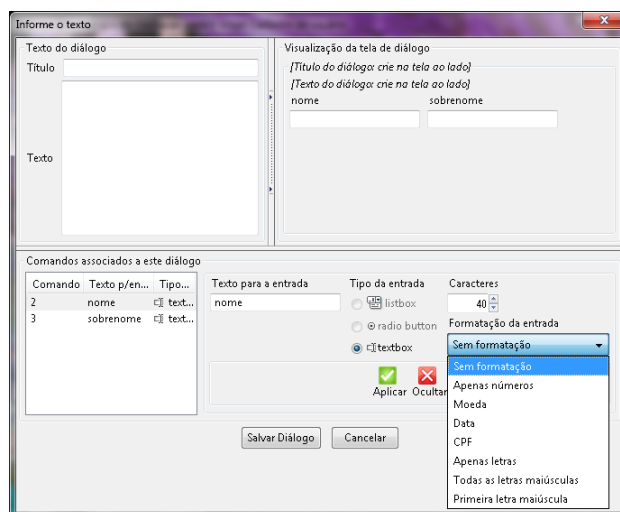 Informe o texto
Texto do diálogo
Título
Texto
Visualização da tela de diálogo
[Título do diálogo: crie na tela ao lado]
[Texto do diálogo: crie na tela ao lado]
nome sobrenome
Comandos associados a este diálogo
Comando Texto p/en... Tipo...
2 nome text...
3 sobrenome text...
Texto para a entrada
nome
Tipo da entrada
listbox
radio button
textbox
Caracteres
40
Formatação da entrada
Sem formatação
Sem formatação
Apenas números
Moeda
Data
CPF
Apenas letras
Todas as letras maiúsculas
Primeira letra maiúscula
Aplicar Ocultar
Salvar Diálogo Cancelar